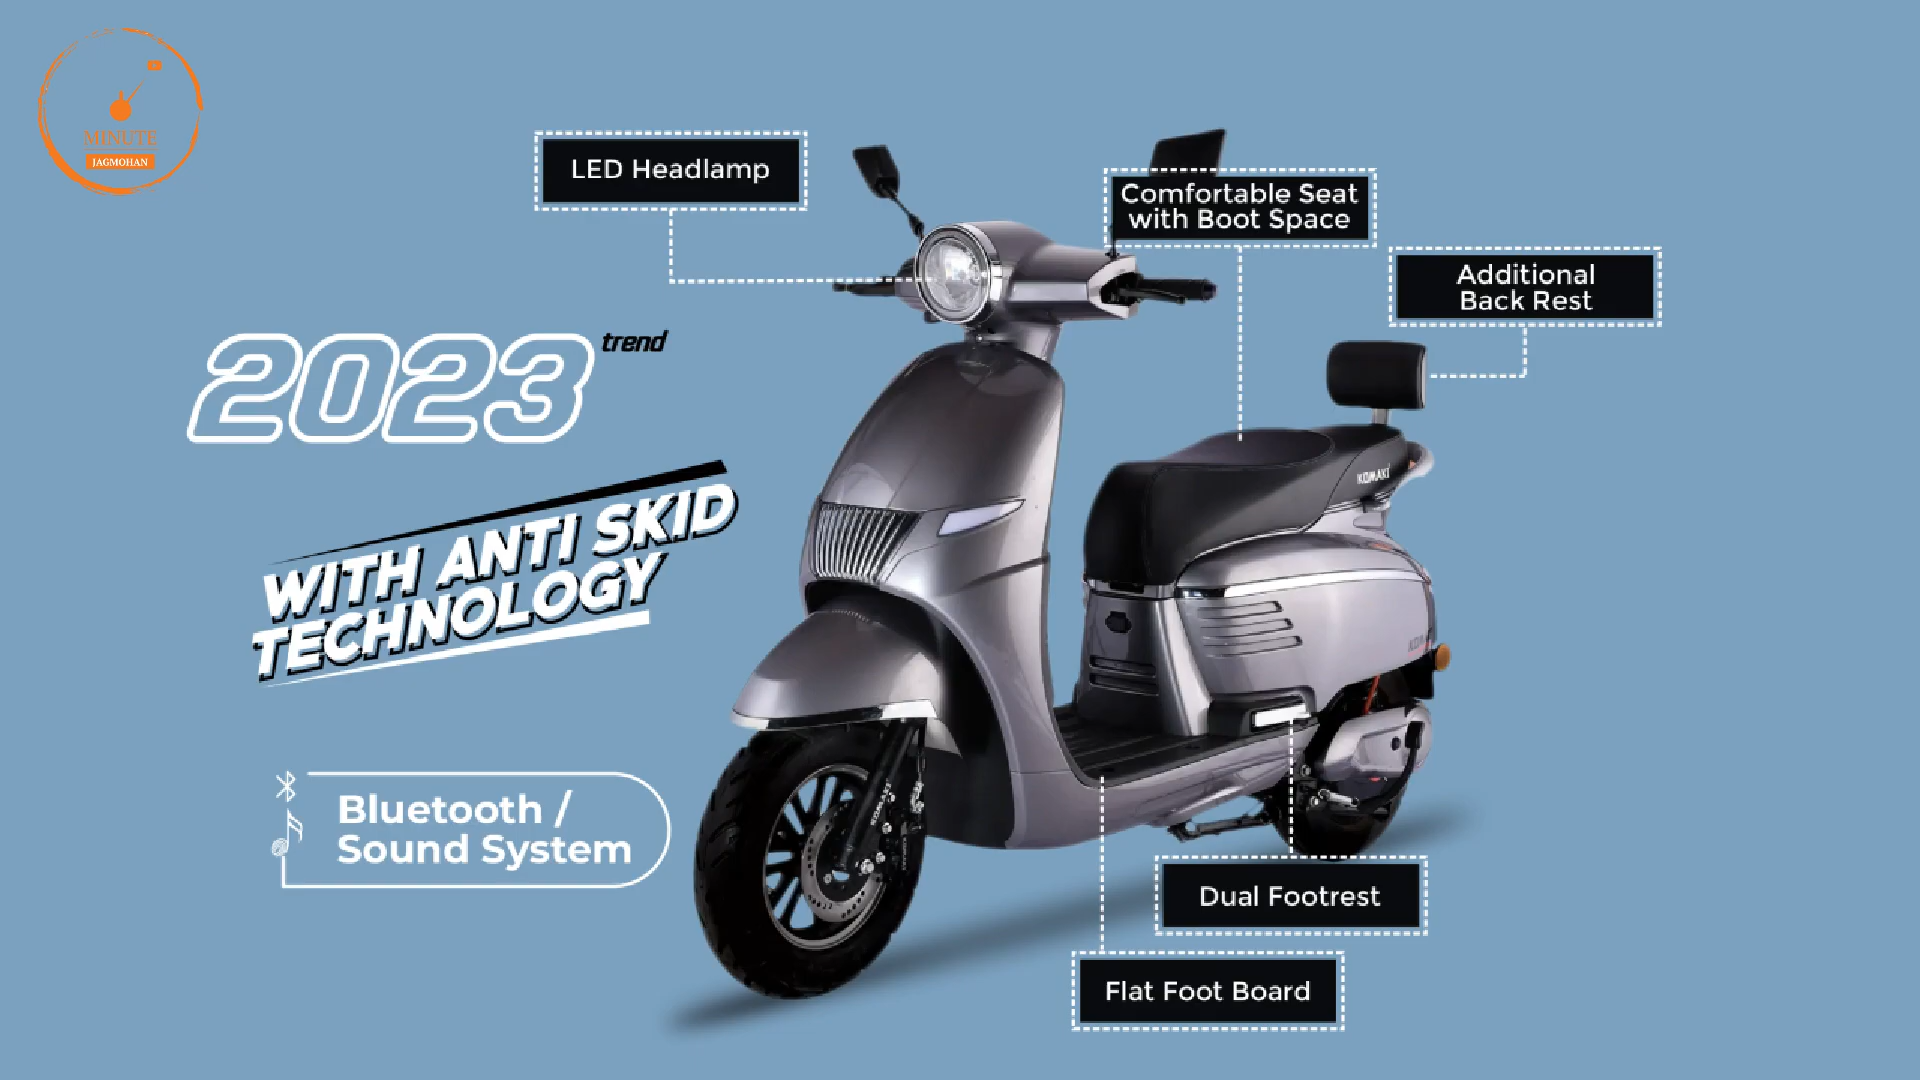 MINUTE
JAGMOHAN
LED Headlamp
Comfortable Seat
with Boot Space
Additional
Back Rest
2023 trend
KOMAKI
WITH ANTI SKID
TECHNOLOGY
Bluetooth /
Sound System
KOMAKI
Dual Footrest
Flat Foot Board